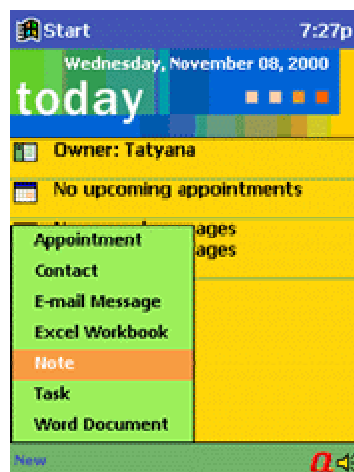 Start 7:27p
Wednesday, November 08, 2000
today
Owner: Tatyana
No upcoming appointments
ages
ages
Appointment
Contact
E-mail Message
Excel Workbook
Note
Task
Word Document
New